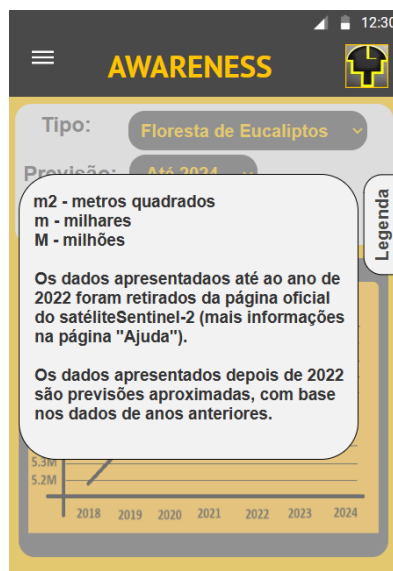 12:30
AWARENESS
Tipo: Floresta de Eucaliptos
Previsão: Até 2024
Legenda
m2 - metros quadrados
m - milhares
M - milhões
Os dados apresentadaos até ao ano de
2022 foram retirados da página oficial
do satéliteSentinel-2 (mais informações
na página "Ajuda").
Os dados apresentados depois de 2022
são previsões aproximadas, com base
nos dados de anos anteriores.
5.3M
5.2M
2018 2019 2020 2021 2022 2023 2024